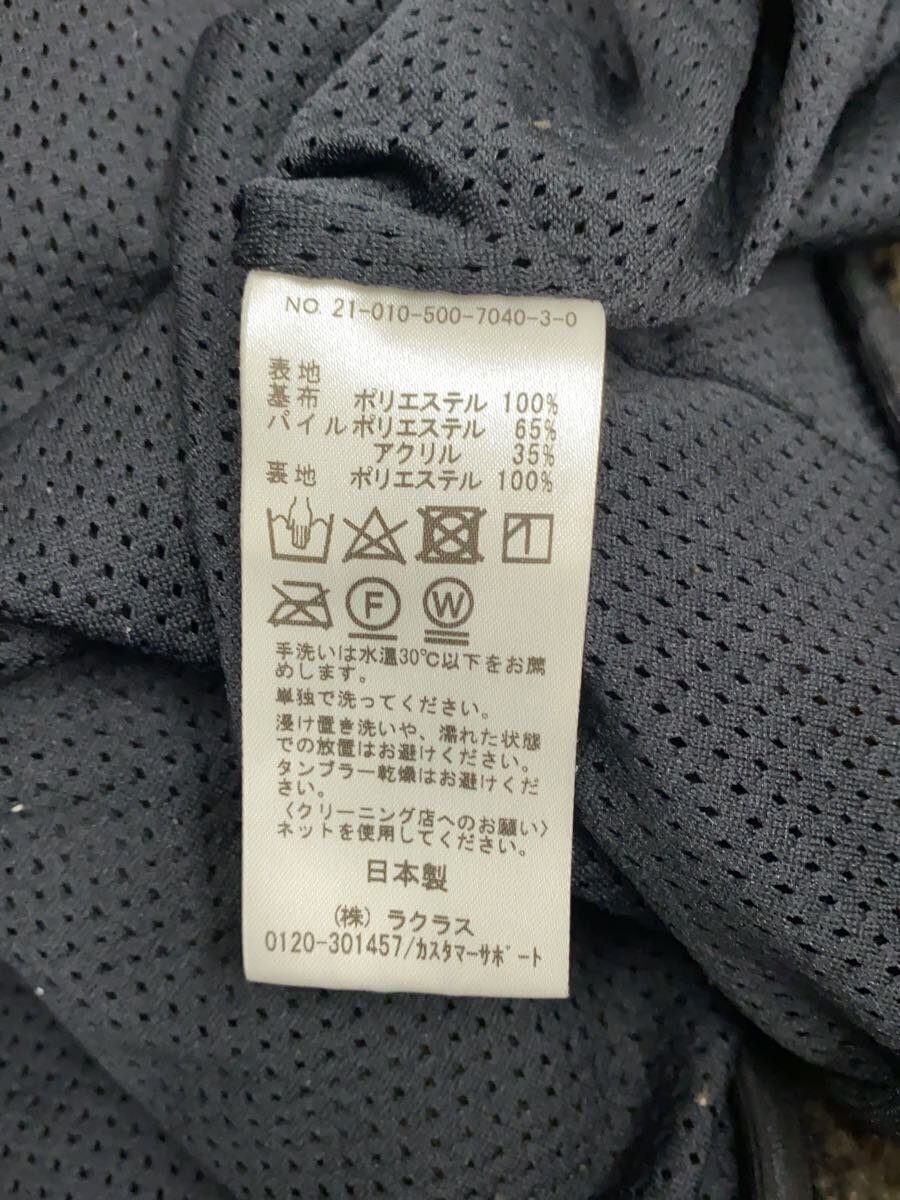 NO. 21-010-500-7040-3-0
表地
基布 ポリエステル 100%
パイル ポリエステル 65%
アクリル 35%
裏地 ポリエステル 100%
F W
手洗いは水温30℃以下をお薦
めします。
単独で洗ってください。
浸け置き洗いや、濡れた状態
での放置はお避けください。
タンブラー乾燥はお避けくだ
さい。
〈クリーニング店へのお願い〉
ネットを使用してください。
日本製
(株) ラクラス
0120-301457/カスタマーサポート